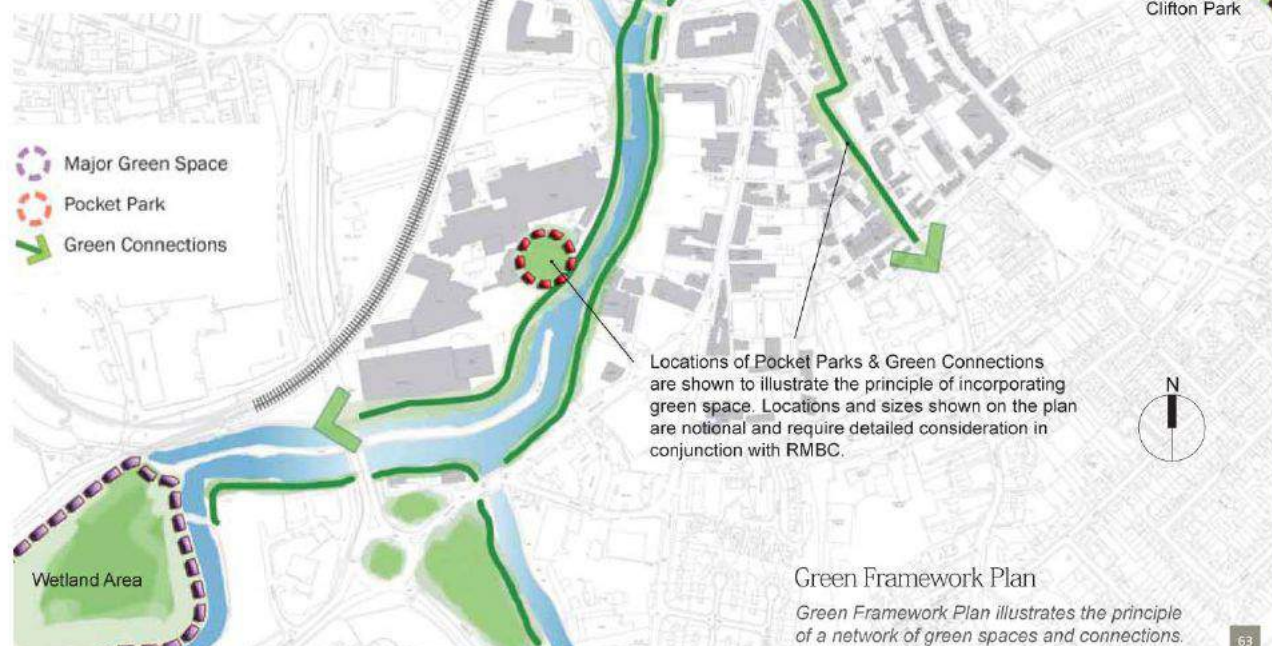 Clifton Park
Major Green Space
Pocket Park
Green Connections
Locations of Pocket Parks & Green Connections
are shown to illustrate the principle of incorporating
green space. Locations and sizes shown on the plan
are notional and require detailed consideration in
conjunction with RMBC.
N
Wetland Area
Green Framework Plan
Green Framework Plan illustrates the principle
of a network of green spaces and connections.
63